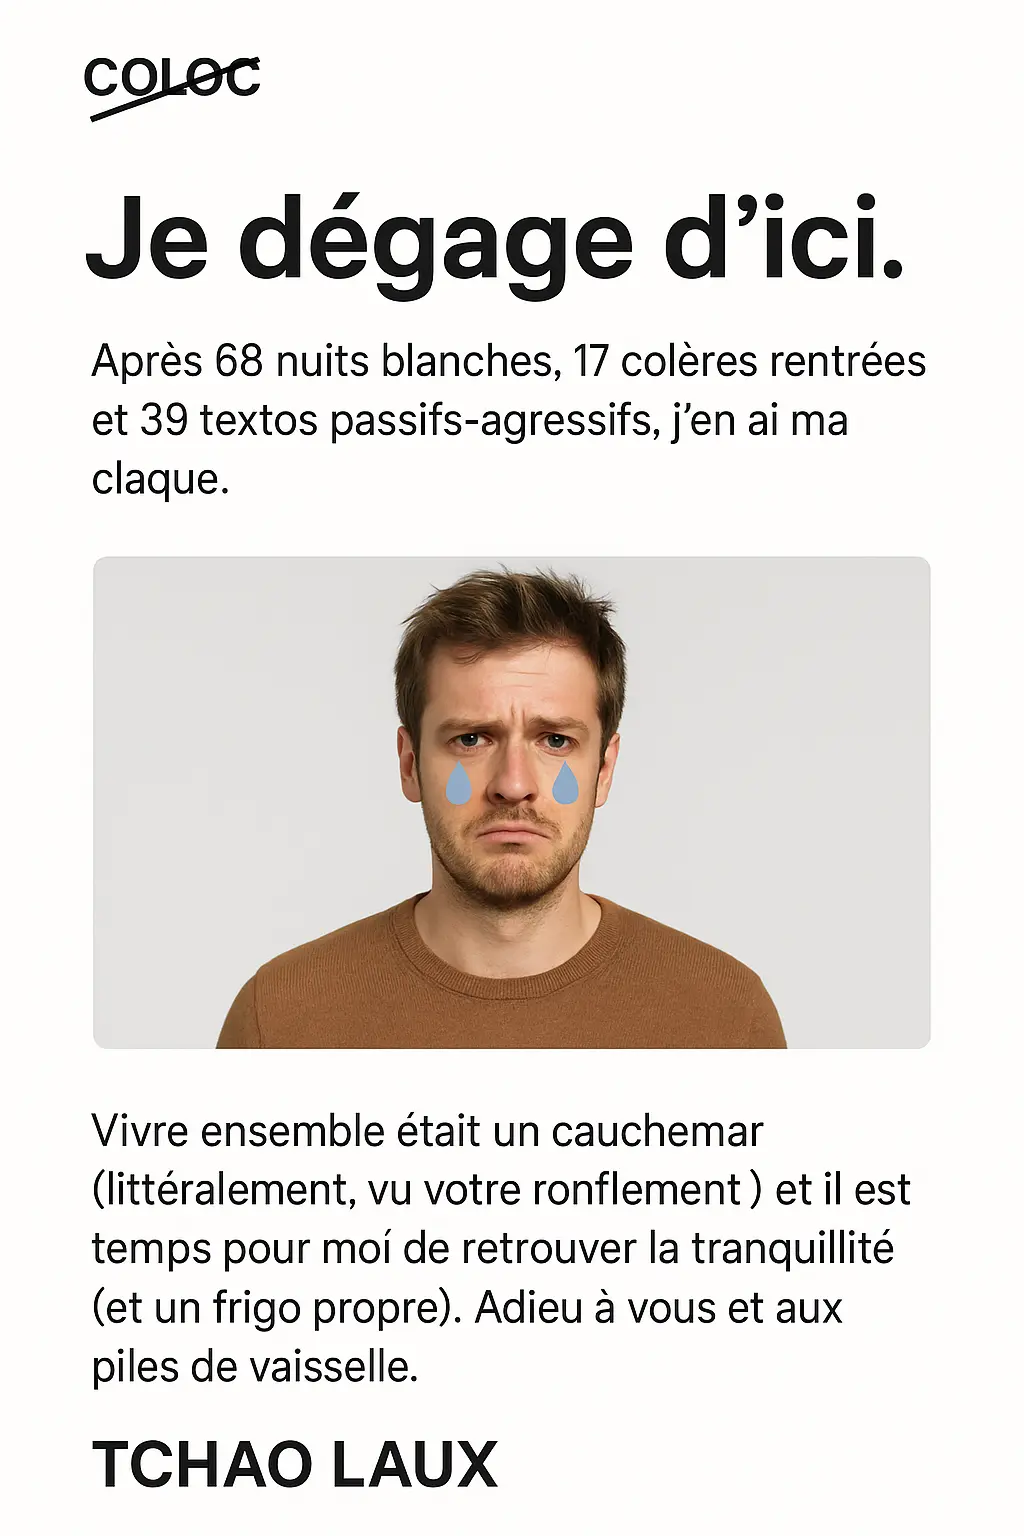 COLOC
Je dégage d’ici.
Après 68 nuits blanches, 17 colères rentrées
et 39 textos passifs-agressifs, j’en ai ma
claque.
Vivre ensemble était un cauchemar
(littéralement, vu votre ronflement ) et il est
temps pour moí de retrouver la tranquillité
(et un frigo propre). Adieu à vous et aux
piles de vaisselle.
TCHAO LAUX